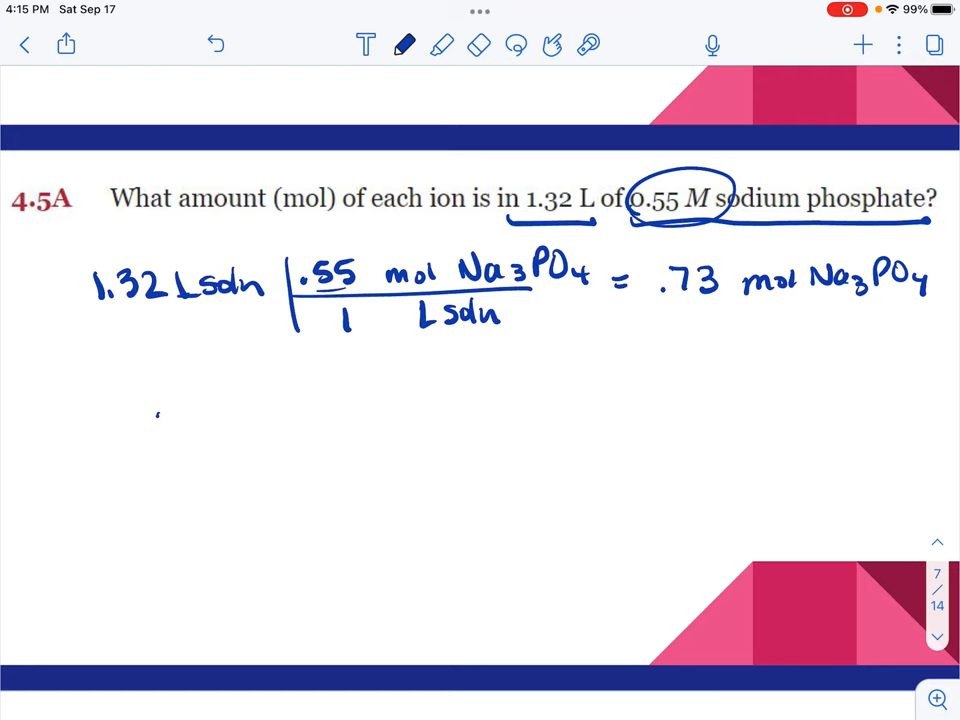 4:15 PM Sat Sep 17
99%
T
4.5A What amount (mol) of each ion is in 1.32 L of 0.55 M sodium phosphate?
1.32 L soln | .55 mol Na₃PO₄ = .73 mol Na₃PO₄
1 L soln
7
/
14